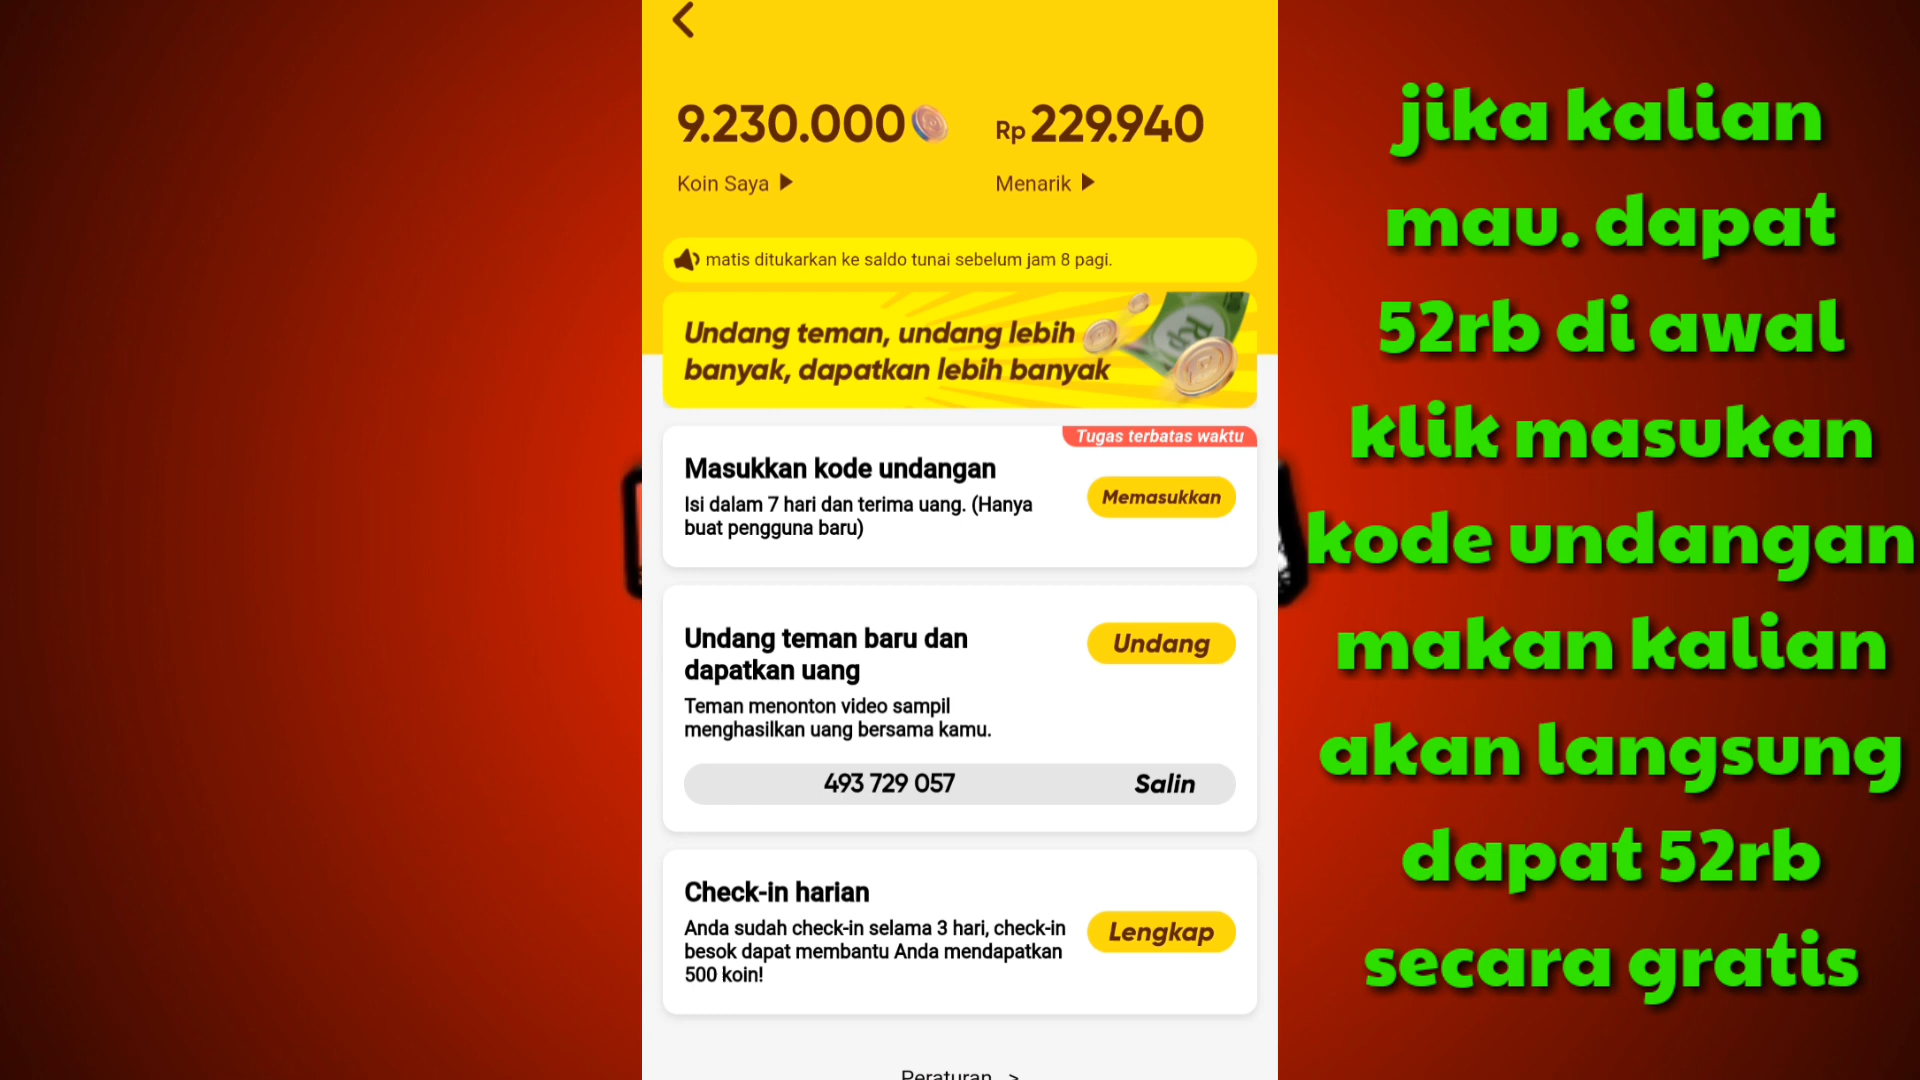 9.230.000
Rp 229.940
Koin Saya
Menarik
matis ditukarkan ke saldo tunai sebelum jam 8 pagi.
Undang teman, undang lebih
banyak, dapatkan lebih banyak
Tugas terbatas waktu
Masukkan kode undangan
Isi dalam 7 hari dan terima uang. (Hanya
buat pengguna baru)
Memasukkan
Undang teman baru dan
dapatkan uang
Undang
Teman menonton video sampil
menghasilkan uang bersama kamu.
493 729 057
Salin
Check-in harian
Anda sudah check-in selama 3 hari, check-in
besok dapat membantu Anda mendapatkan
500 koin!
Lengkap
Peraturan >
jika kalian
mau. dapat
52rb di awal
klik masukan
kode undangan
makan kalian
akan langsung
dapat 52rb
secara gratis